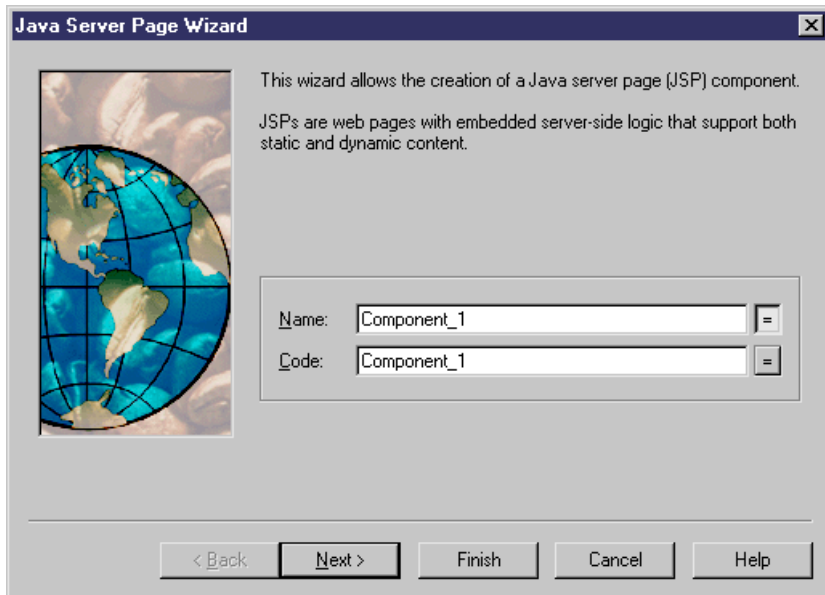 Java Server Page Wizard
This wizard allows the creation of a Java server page (JSP) component.
JSPs are web pages with embedded server-side logic that support both
static and dynamic content.
Name: Component_1 =
Code: Component_1 =
< Back Next > Finish Cancel Help